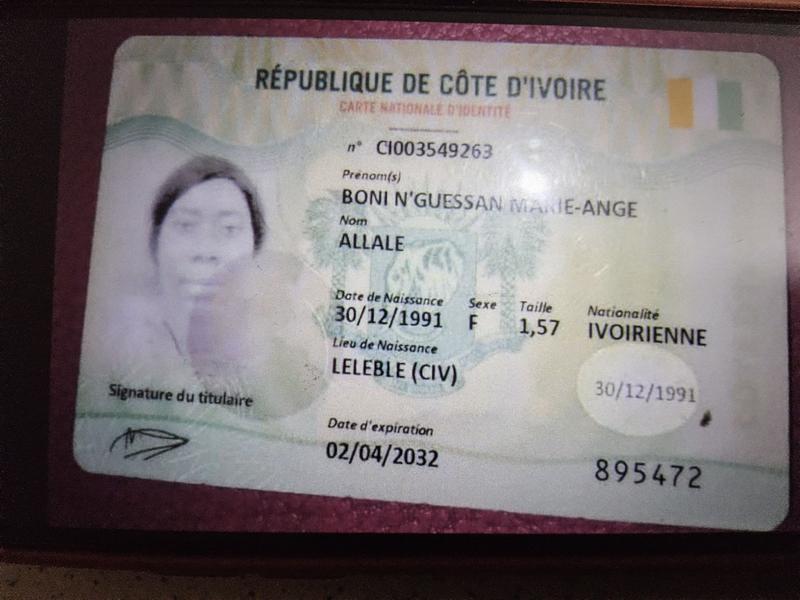 RÉPUBLIQUE DE CÔTE D'IVOIRE
CARTE NATIONALE D'IDENTITÉ
n° CI003549263
Prénom(s)
BONI N'GUESSAN MARIE-ANGE
Nom
ALLALE
Date de Naissance Sexe Taille Nationalité
30/12/1991 F 1,57 IVOIRIENNE
Lieu de Naissance
LELEBLE (CIV)
30/12/1991
Signature du titulaire
Date d'expiration
02/04/2032
895472